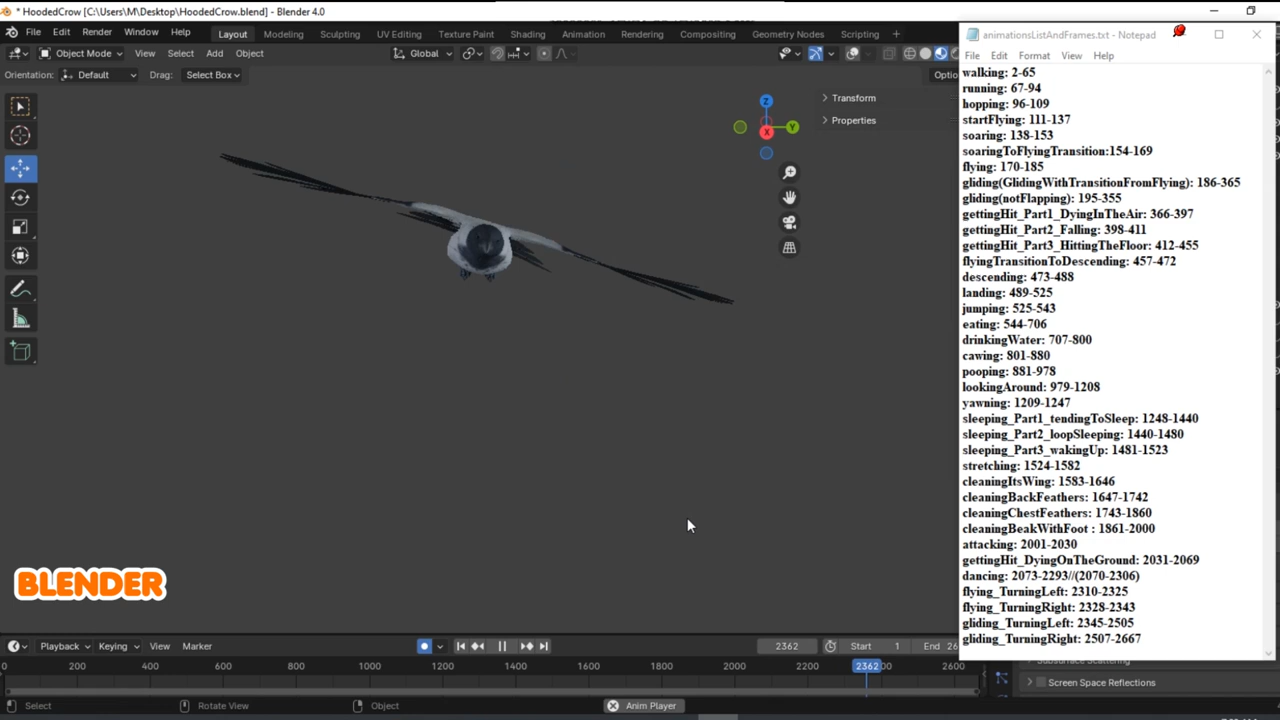 * HoodedCrow [C:\Users\M\Desktop\HoodedCrow.blend] - Blender 4.0
File Edit Render Window Help Layout Modeling Sculpting UV Editing Texture Paint Shading Animation Rendering Compositing Geometry Nodes Scripting +
Object Mode View Select Add Object Global
Orientation: Default Drag: Select Box
Z
Y
X
Transform
Properties
animationsListAndFrames.txt - Notepad
File Edit Format View Help
walking: 2-65
running: 67-94
hopping: 96-109
startFlying: 111-137
soaring: 138-153
soaringToFlyingTransition:154-169
flying: 170-185
gliding(GlidingWithTransitionFromFlying): 186-365
gliding(notFlapping): 195-355
gettingHit_Part1_DyingInTheAir: 366-397
gettingHit_Part2_Falling: 398-411
gettingHit_Part3_HittingTheFloor: 412-455
flyingTransitionToDescending: 457-472
descending: 473-488
landing: 489-525
jumping: 525-543
eating: 544-706
drinkingWater: 707-800
cawing: 801-880
pooping: 881-978
lookingAround: 979-1208
yawning: 1209-1247
sleeping_Part1_tendingToSleep: 1248-1440
sleeping_Part2_loopSleeping: 1440-1480
sleeping_Part3_wakingUp: 1481-1523
stretching: 1524-1582
cleaningItsWing: 1583-1646
cleaningBackFeathers: 1647-1742
cleaningChestFeathers: 1743-1860
cleaningBeakWithFoot : 1861-2000
attacking: 2001-2030
gettingHit_DyingOnTheGround: 2031-2069
dancing: 2073-2293//(2070-2306)
flying_TurningLeft: 2310-2325
flying_TurningRight: 2328-2343
gliding_TurningLeft: 2345-2505
gliding_TurningRight: 2507-2667
BLENDER
Playback Keying View Marker 2362 Start 1 End 26
0 200 400 600 800 1000 1200 1400 1600 1800 2000 2200 2362 2400 2600
Screen Space Reflections
Select Rotate View Object Anim Player